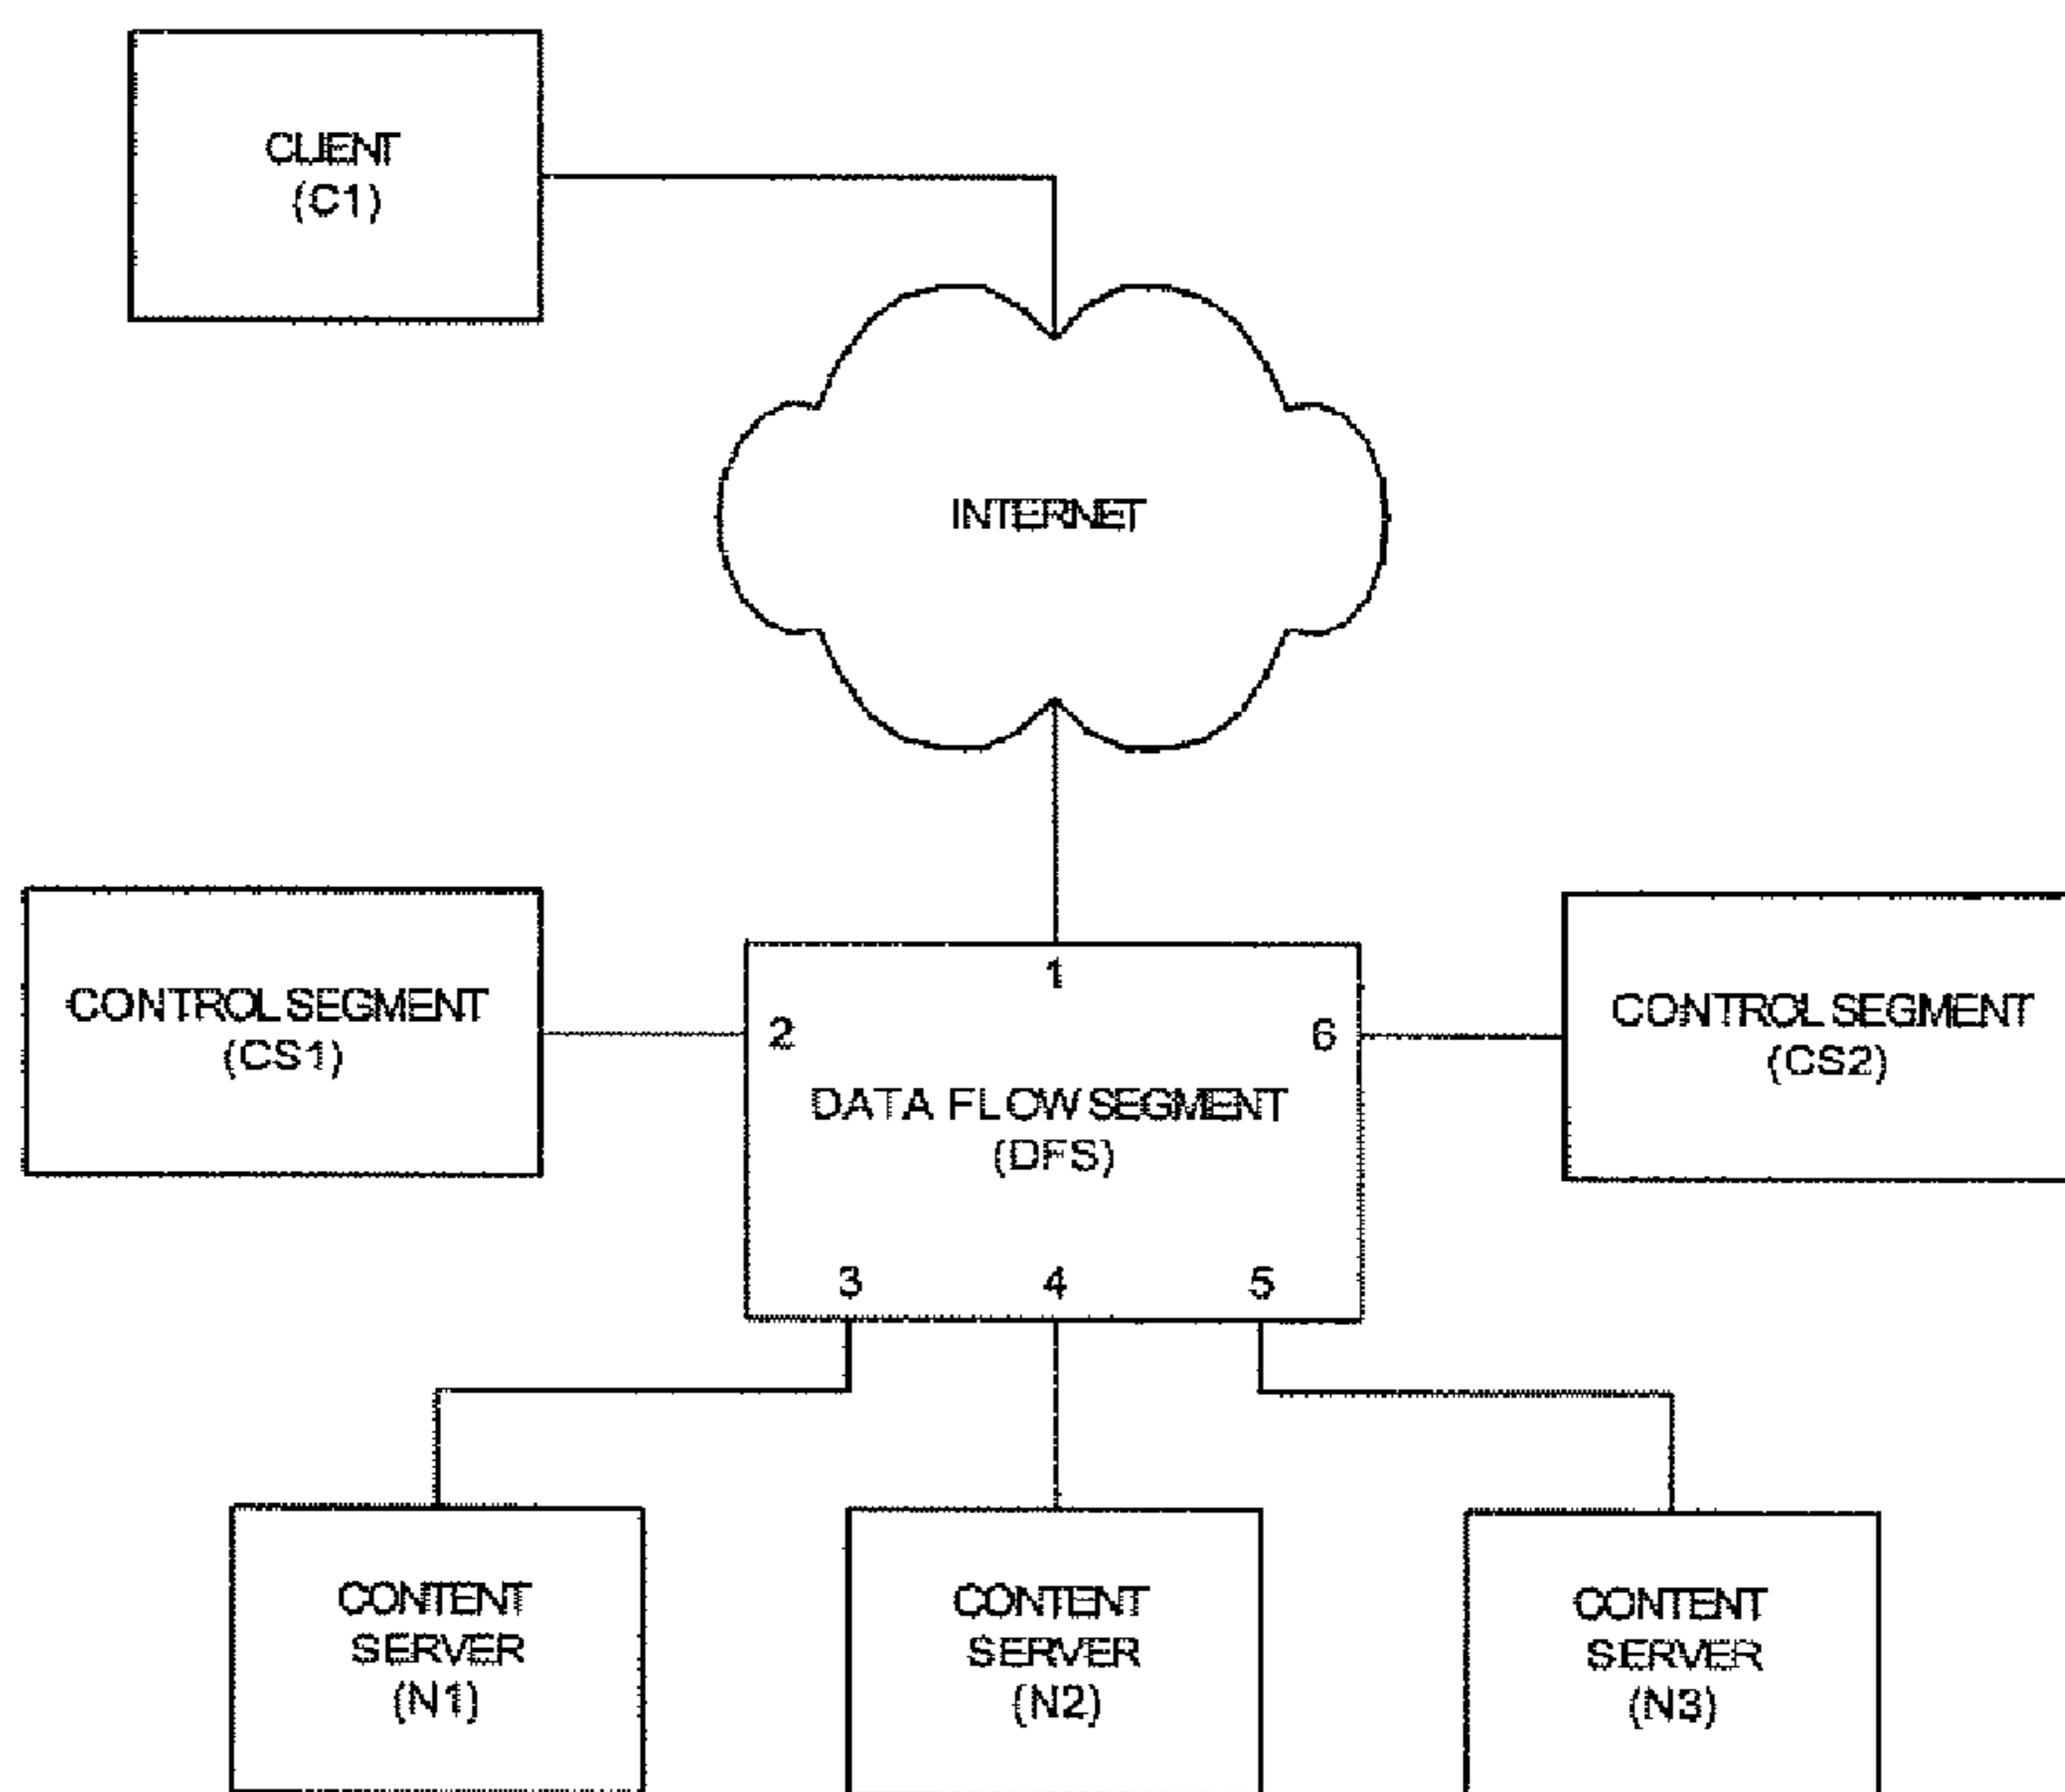 CLIENT
(C1)
INTERNET
CONTROL SEGMENT
(CS1)
1
2
6
DATA FLOW SEGMENT
(DFS)
3
4
5
CONTROL SEGMENT
(CS2)
CONTENT
SERVER
(N1)
CONTENT
SERVER
(N2)
CONTENT
SERVER
(N3)